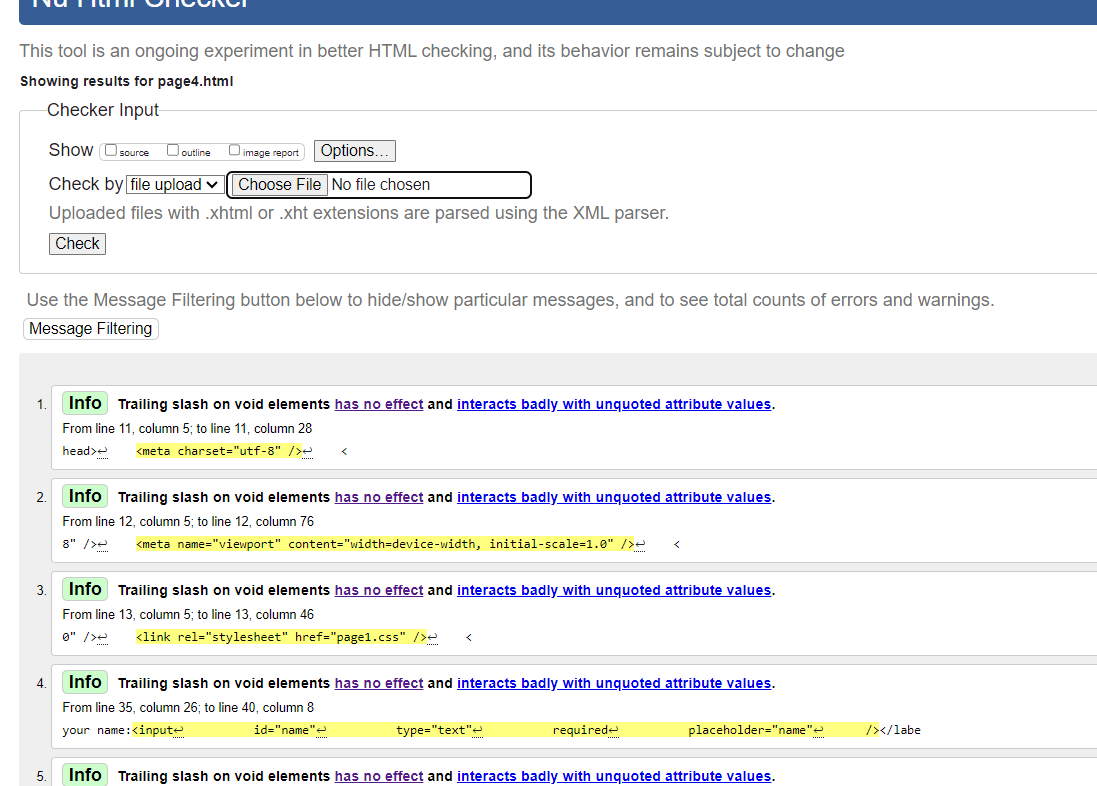 Nu Html Checker
This tool is an ongoing experiment in better HTML checking, and its behavior remains subject to change
Showing results for page4.html
Checker Input
Show source outline image report Options...
Check by file upload Choose File No file chosen
Uploaded files with .xhtml or .xht extensions are parsed using the XML parser.
Check
Use the Message Filtering button below to hide/show particular messages, and to see total counts of errors and warnings.
Message Filtering
1. Info Trailing slash on void elements has no effect and interacts badly with unquoted attribute values.
From line 11, column 5; to line 11, column 28
head>↩ <meta charset="utf-8" />↩ <
2. Info Trailing slash on void elements has no effect and interacts badly with unquoted attribute values.
From line 12, column 5; to line 12, column 76
8" />↩ <meta name="viewport" content="width=device-width, initial-scale=1.0" />↩ <
3. Info Trailing slash on void elements has no effect and interacts badly with unquoted attribute values.
From line 13, column 5; to line 13, column 46
0" />↩ <link rel="stylesheet" href="page1.css" />↩ <
4. Info Trailing slash on void elements has no effect and interacts badly with unquoted attribute values.
From line 35, column 26; to line 40, column 8
your name:<input↩ id="name"↩ type="text"↩ required↩ placeholder="name"↩ /></labe
5. Info Trailing slash on void elements has no effect and interacts badly with unquoted attribute values.